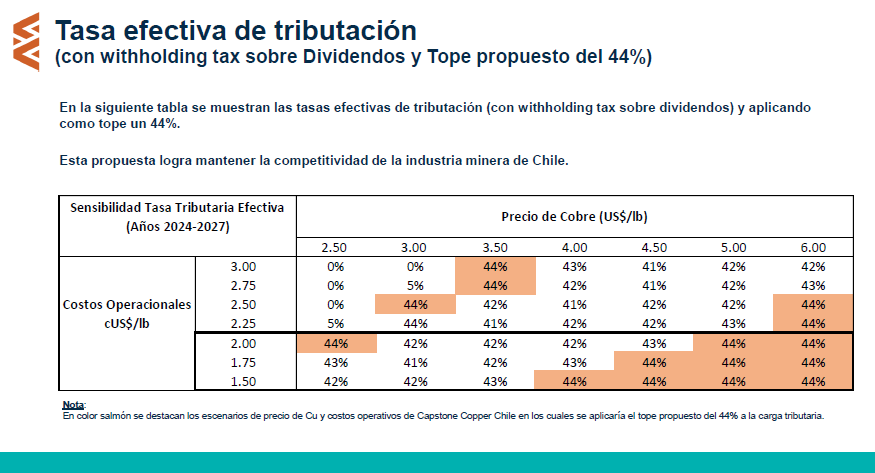 Tasa efectiva de tributación
(con withholding tax sobre Dividendos y Tope propuesto del 44%)
En la siguiente tabla se muestran las tasas efectivas de tributación (con withholding tax sobre dividendos) y aplicando
como tope un 44%.
Esta propuesta logra mantener la competitividad de la industria minera de Chile.
Sensibilidad Tasa Tributaria Efectiva
(Años 2024-2027)
Precio de Cobre (US$/lb)
2.50 3.00 3.50 4.00 4.50 5.00 6.00
Costos Operacionales
cUS$/lb
3.00 0% 0% 44% 43% 41% 42% 42%
2.75 0% 5% 44% 42% 41% 42% 43%
2.50 0% 44% 42% 41% 42% 42% 44%
2.25 5% 44% 41% 42% 42% 43% 44%
2.00 44% 42% 42% 42% 43% 44% 44%
1.75 43% 41% 42% 43% 44% 44% 44%
1.50 42% 42% 43% 44% 44% 44% 44%
Nota:
En color salmón se destacan los escenarios de precio de Cu y costos operativos de Capstone Copper Chile en los cuales se aplicaría el tope propuesto del 44% a la carga tributaria.